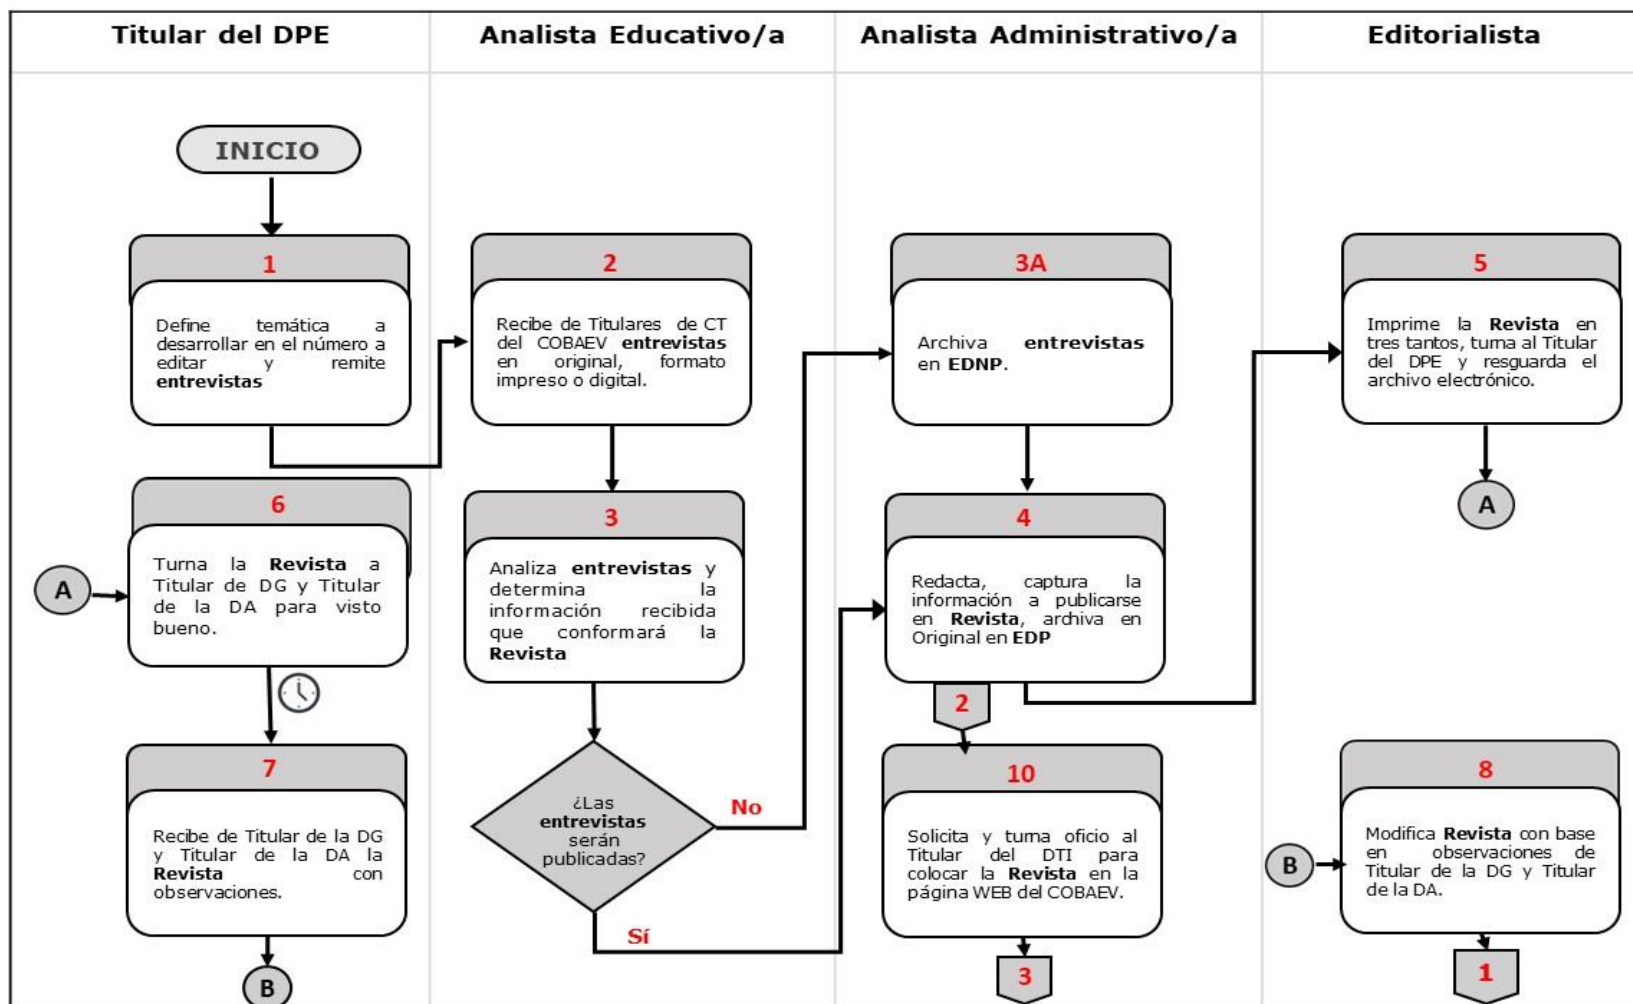 Titular del DPE
Analista Educativo/a
Analista Administrativo/a
Editorialista
INICIO
1
Define temática a
desarrollar en el número a
editar y remite
entrevistas
2
Recibe de Titulares de CT
del COBAEV entrevistas
en original, formato
impreso o digital.
3A
Archiva entrevistas
en EDNP.
5
Imprime la Revista en
tres tantos, turna al Titular
del DPE y resguarda el
archivo electrónico.
A
6
Turna la Revista a
Titular de DG y Titular
de la DA para visto
bueno.
A
3
Analiza entrevistas y
determina la
información recibida
que conformará la
Revista
4
Redacta, captura la
información a publicarse
en Revista, archiva en
Original en EDP
2
7
Recibe de Titular de la DG
y Titular de la DA la
Revista con
observaciones.
B
¿Las
entrevistas
serán
publicadas?
No
Sí
10
Solicita y turna oficio al
Titular del DTI para
colocar la Revista en la
página WEB del COBAEV.
3
8
Modifica Revista con base
en observaciones de
Titular de la DG y Titular
de la DA.
B
1